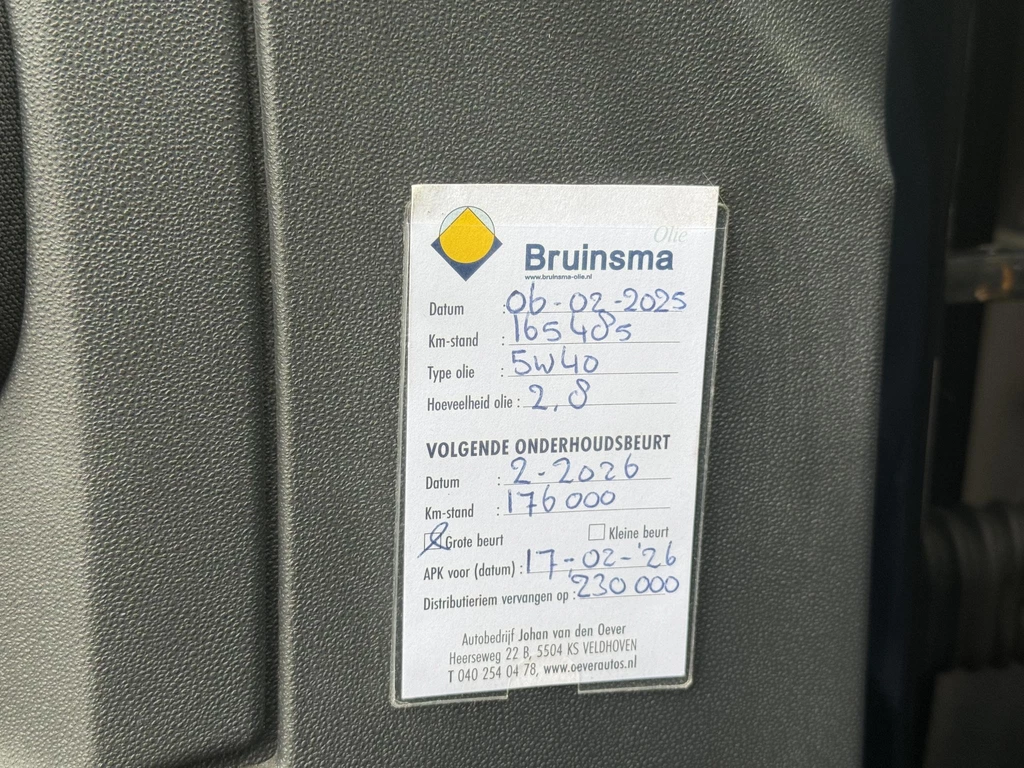 Olie
Bruinsma
www.bruinsma-olie.nl
Datum : 06-02-2025
Km-stand : 165485
Type olie : 5W40
Hoeveelheid olie : 2,8
VOLGENDE ONDERHOUDSBEURT
Datum : 2-2026
Km-stand : 176000
Grote beurt Kleine beurt
APK voor (datum) : 17-02-'26
Distributieriem vervangen op : 230 000
Autobedrijf Johan van den Oever
Heerseweg 22 B, 5504 KS VELDHOVEN
T 040 254 04 78, www.oeverautos.nl